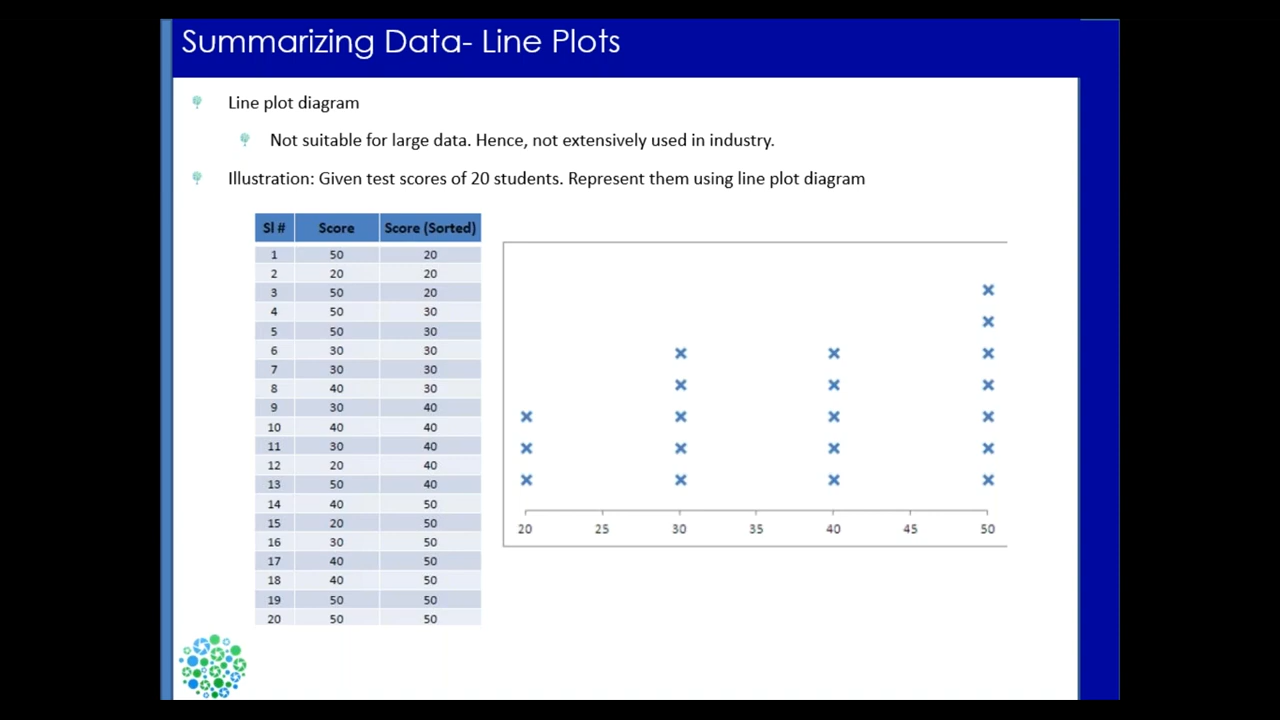 Summarizing Data- Line Plots
Line plot diagram
Not suitable for large data. Hence, not extensively used in industry.
Illustration: Given test scores of 20 students. Represent them using line plot diagram
Sl # Score Score (Sorted)
1 50 20
2 20 20
3 50 20
4 50 30
5 50 30
6 30 30
7 30 30
8 40 30
9 30 40
10 40 40
11 30 40
12 20 40
13 50 40
14 40 50
15 20 50
16 30 50
17 40 50
18 40 50
19 50 50
20 50 50
20 25 30 35 40 45 50